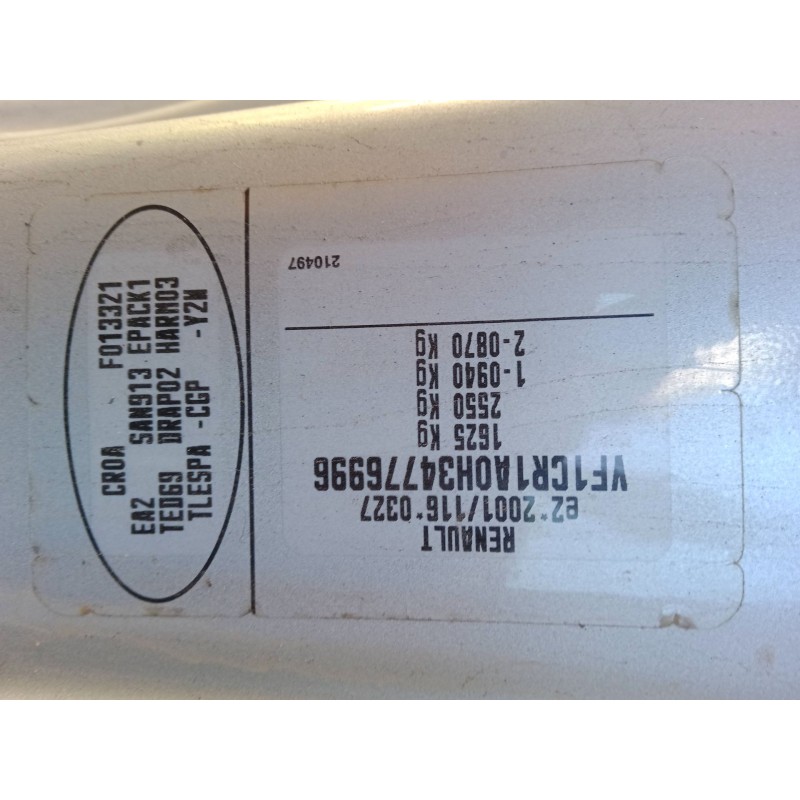 RENAULT
e2*2001/116*0327
VF1CR1A0H34776996
1625 Kg
2550 Kg
1-0940 Kg
2-0870 Kg
210497
CR0A F013321
EA2 SAN913 EPACK1
TED69 DRAP02 HARM03
TLESPA -CGP -YZW